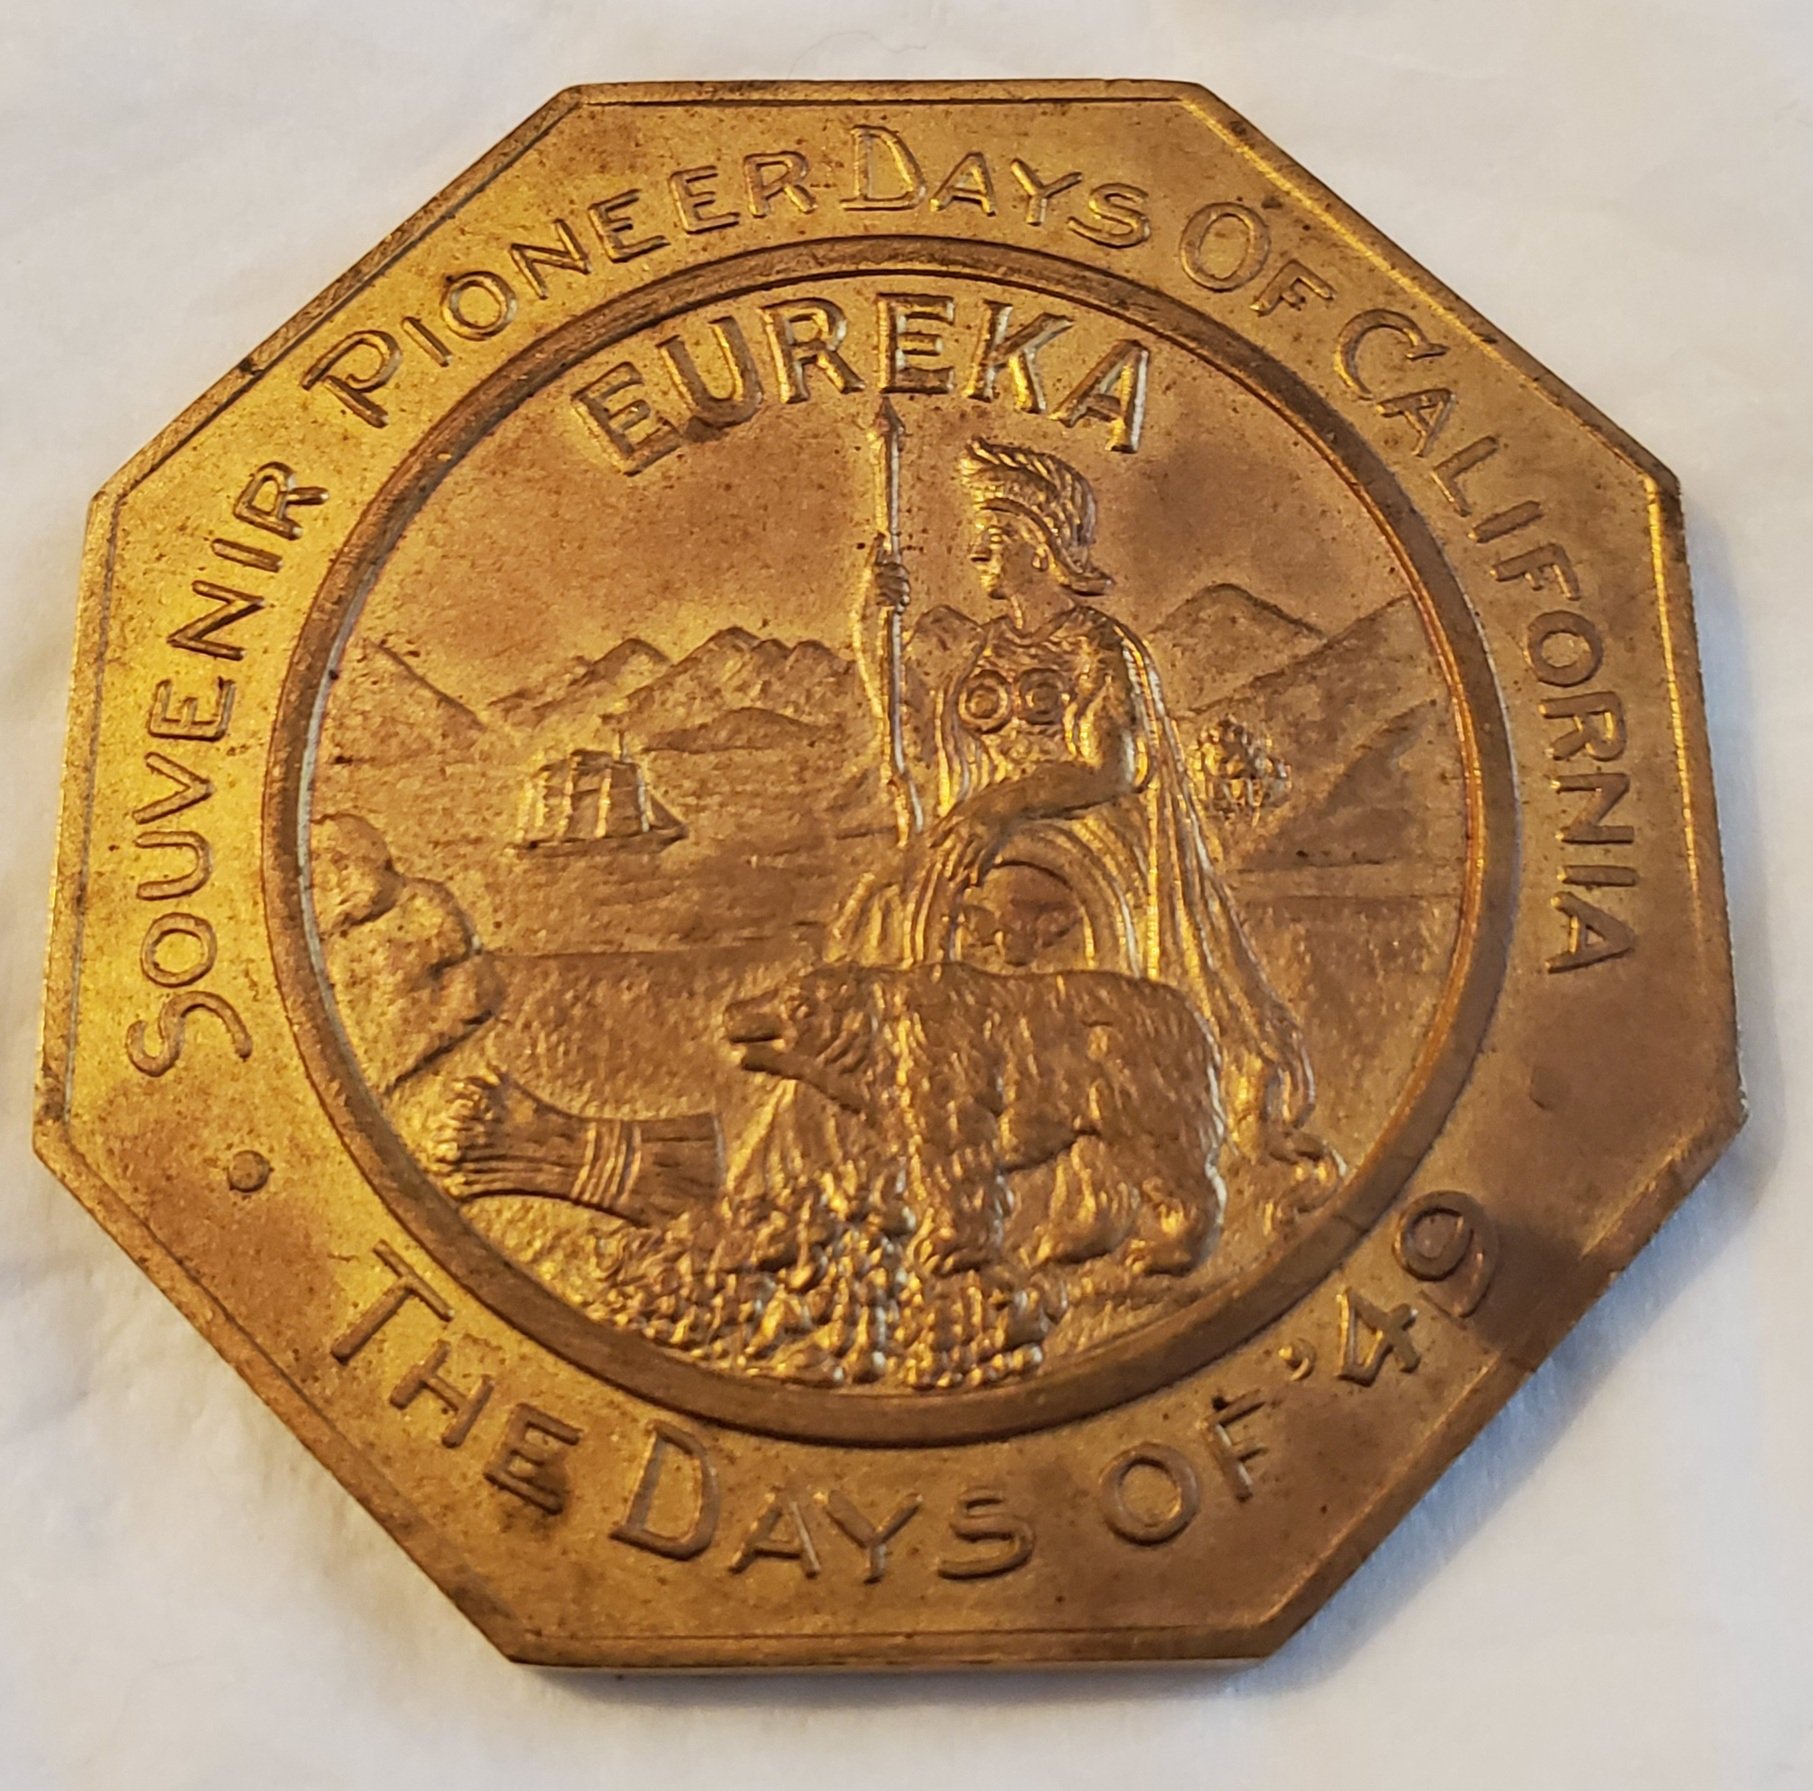 SOUVENIR PIONEER DAYS OF CALIFORNIA
EUREKA
• THE DAYS OF '49 •